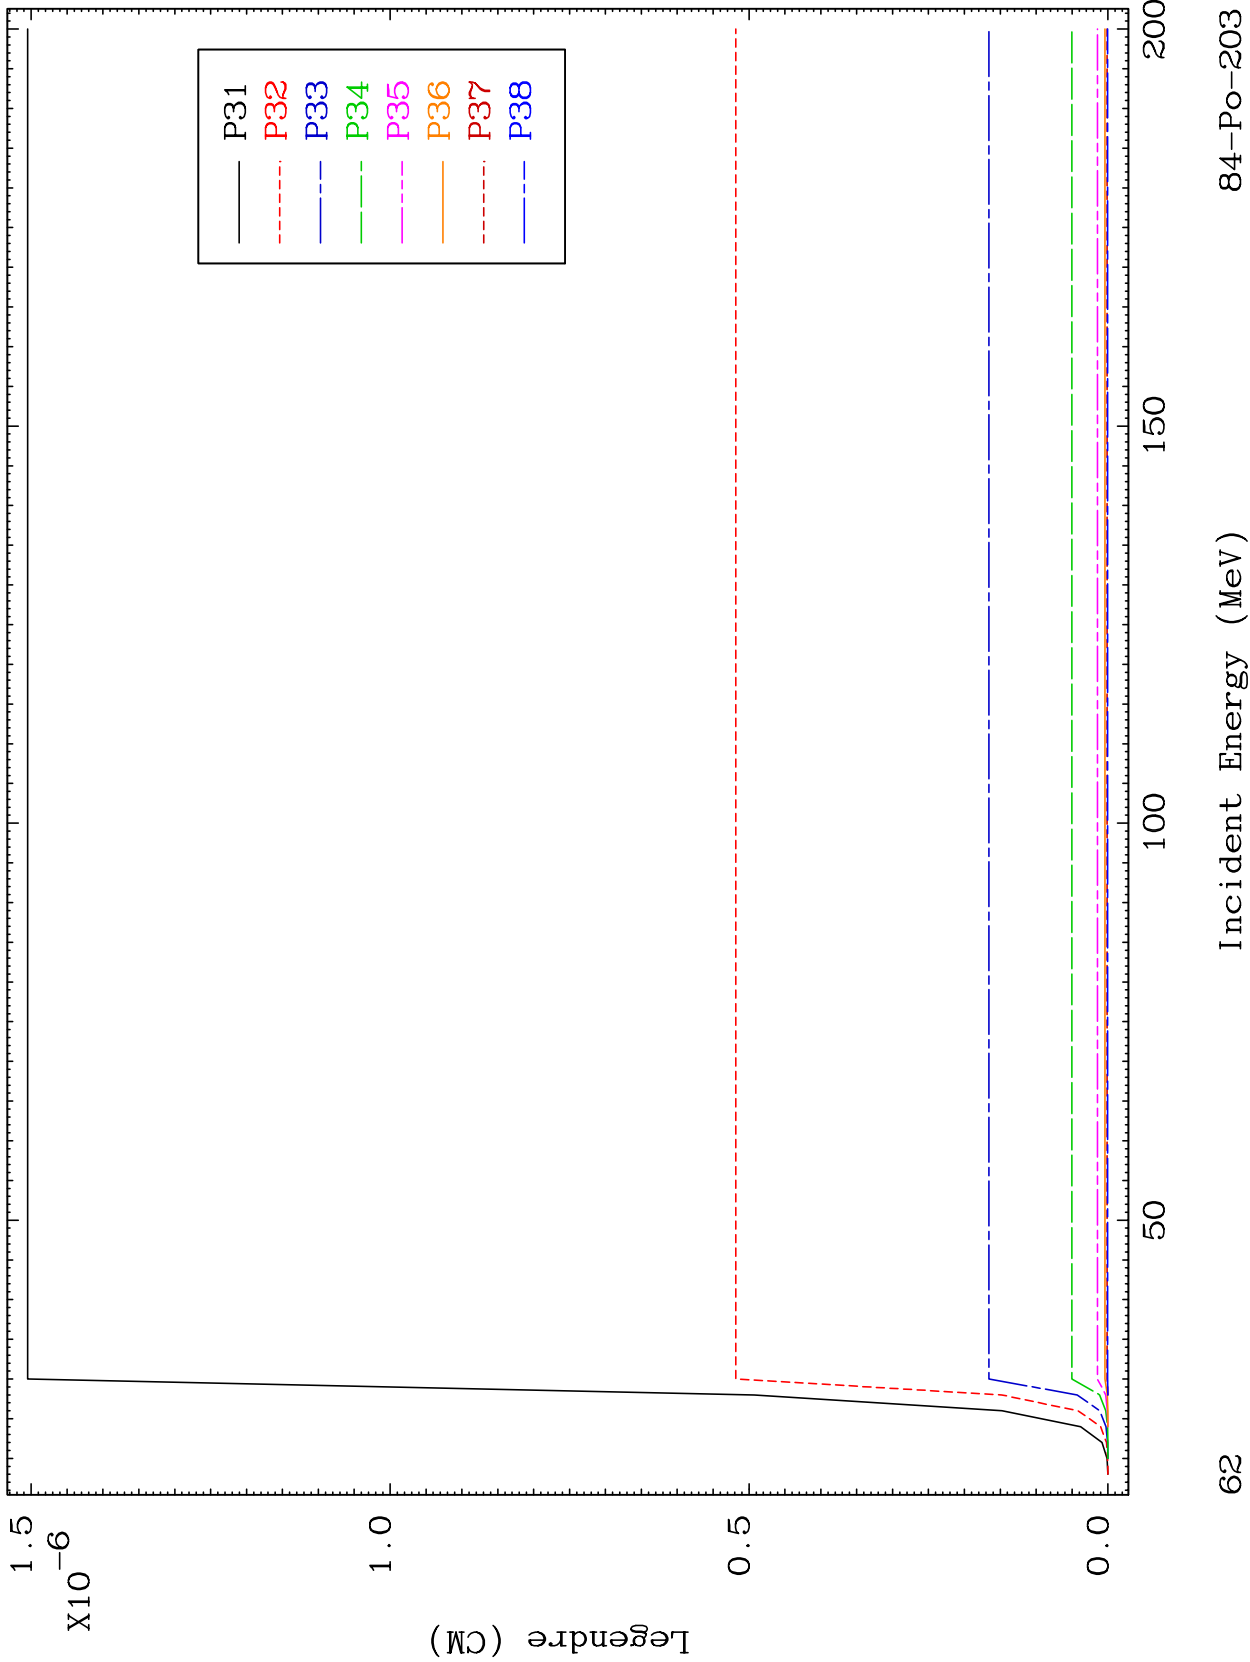 1.5
X10⁻⁶
1.0
0.5
0.0
Legendre (CM)
P31
P32
P33
P34
P35
P36
P37
P38
50
100
150
200
Incident Energy (MeV)
62
84-Po-203